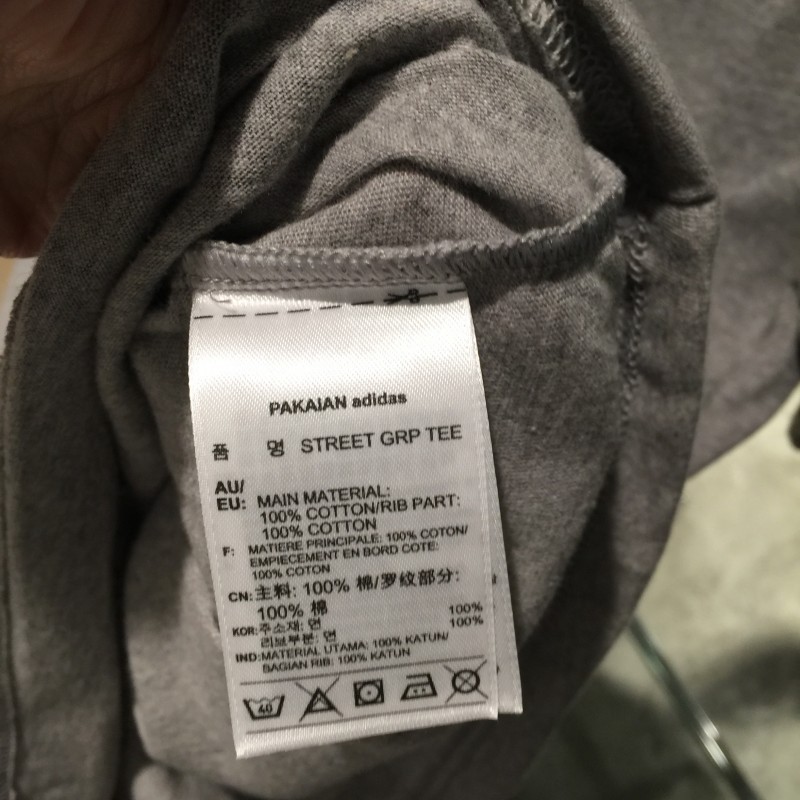 PAKAIAN adidas
품 명 STREET GRP TEE
AU/
EU: MAIN MATERIAL:
100% COTTON/RIB PART:
100% COTTON
F: MATIERE PRINCIPALE: 100% COTON/
EMPIECEMENT EN BORD COTE:
100% COTON
CN: 主料: 100% 棉/罗纹部分:
100% 棉
KOR: 주소재: 면 100%
리브부분: 면 100%
IND: MATERIAL UTAMA: 100% KATUN/
BAGIAN RIB: 100% KATUN
40